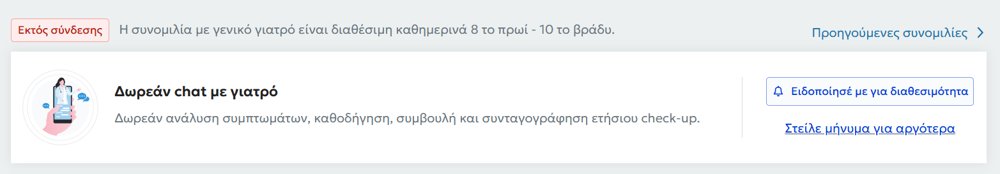 Εκτός σύνδεσης Η συνομιλία με γενικό γιατρό είναι διαθέσιμη καθημερινά 8 το πρωί - 10 το βράδυ.
Προηγούμενες συνομιλίες
Δωρεάν chat με γιατρό
Δωρεάν ανάλυση συμπτωμάτων, καθοδήγηση, συμβουλή και συνταγογράφηση ετήσιου check-up.
Ειδοποίησέ με για διαθεσιμότητα
Στείλε μήνυμα για αργότερα